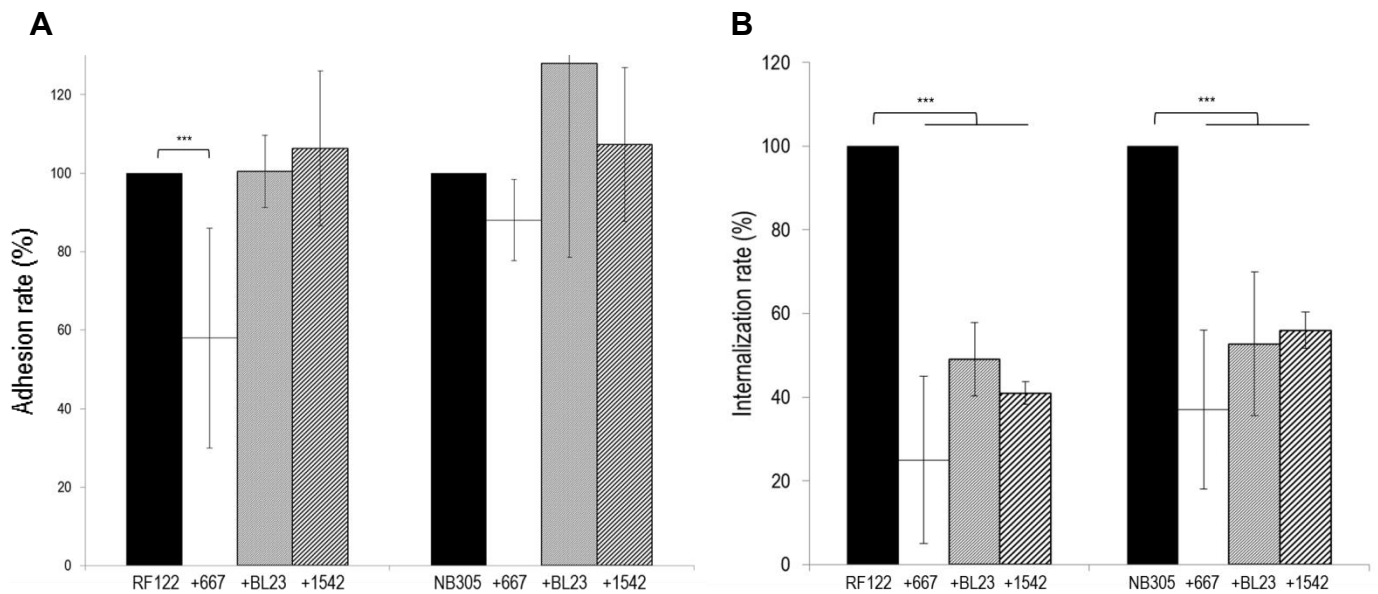 A
B
Adhesion rate (%)
120
100
80
60
40
20
0
***
RF122 +667 +BL23 +1542
NB305 +667 +BL23 +1542
Internalization rate (%)
120
100
80
60
40
20
0
***
***
RF122 +667 +BL23 +1542
NB305 +667 +BL23 +1542